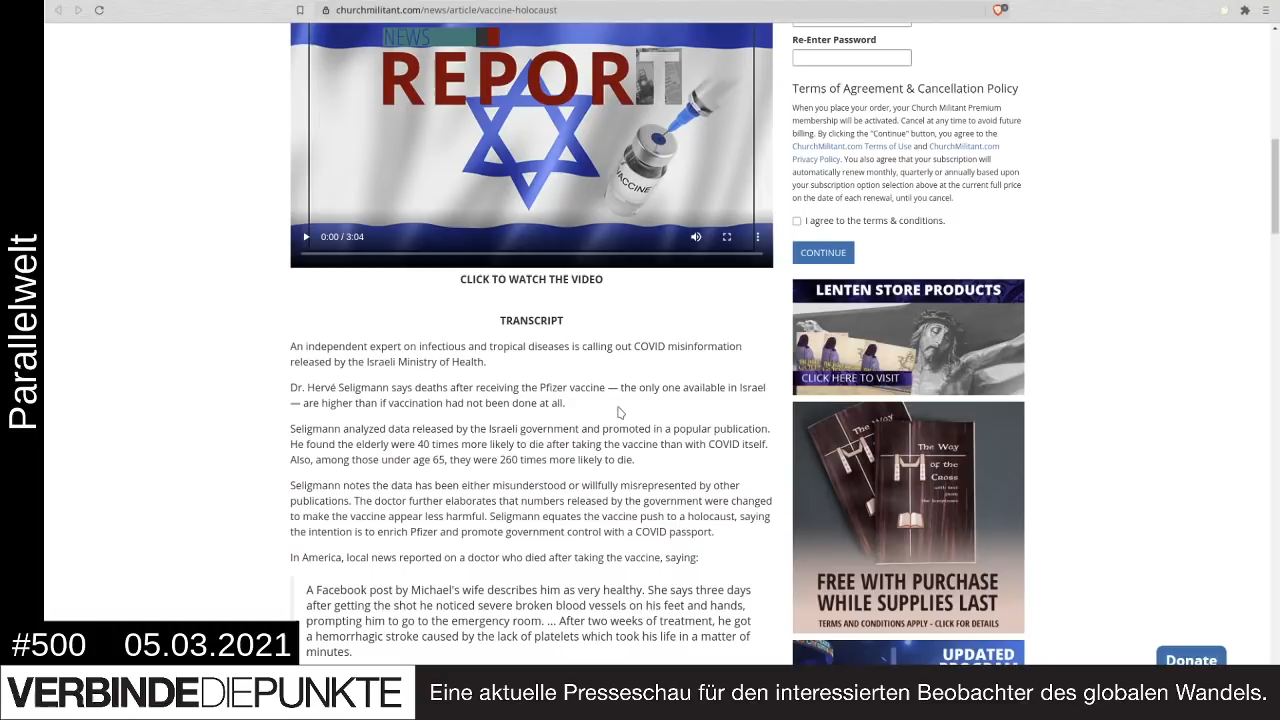 churchmilitant.com/news/article/vaccine-holocaust
NEWS
REPORT
VACCINE
0:00 / 3:04
CLICK TO WATCH THE VIDEO
TRANSCRIPT
An independent expert on infectious and tropical diseases is calling out COVID misinformation
released by the Israeli Ministry of Health.
Dr. Hervé Seligmann says deaths after receiving the Pfizer vaccine — the only one available in Israel
— are higher than if vaccination had not been done at all.
Seligmann analyzed data released by the Israeli government and promoted in a popular publication.
He found the elderly were 40 times more likely to die after taking the vaccine than with COVID itself.
Also, among those under age 65, they were 260 times more likely to die.
Seligmann notes the data has been either misunderstood or willfully misrepresented by other
publications. The doctor further elaborates that numbers released by the government were changed
to make the vaccine appear less harmful. Seligmann equates the vaccine push to a holocaust, saying
the intention is to enrich Pfizer and promote government control with a COVID passport.
In America, local news reported on a doctor who died after taking the vaccine, saying:
A Facebook post by Michael's wife describes him as very healthy. She says three days
after getting the shot he noticed severe broken blood vessels on his feet and hands,
prompting him to go to the emergency room. ... After two weeks of treatment, he got
a hemorrhagic stroke caused by the lack of platelets which took his life in a matter of
minutes.
Re-Enter Password
Terms of Agreement & Cancellation Policy
When you place your order, your Church Militant Premium
membership will be activated. Cancel at any time to avoid future
billing. By clicking the "Continue" button, you agree to the
ChurchMilitant.com Terms of Use and ChurchMilitant.com
Privacy Policy. You also agree that your subscription will
automatically renew monthly, quarterly or annually based upon
your subscription option selection above at the current full price
on the date of each renewal, until you cancel.
I agree to the terms & conditions.
CONTINUE
LENTEN STORE PRODUCTS
CLICK HERE TO VISIT
The Way
of the
Cross
FREE WITH PURCHASE
WHILE SUPPLIES LAST
TERMS AND CONDITIONS APPLY - CLICK FOR DETAILS
UPDATED
Donate
Parallelwelt
#500 05.03.2021
VERBINDEDIEPUNKTE
Eine aktuelle Presseschau für den interessierten Beobachter des globalen Wandels.